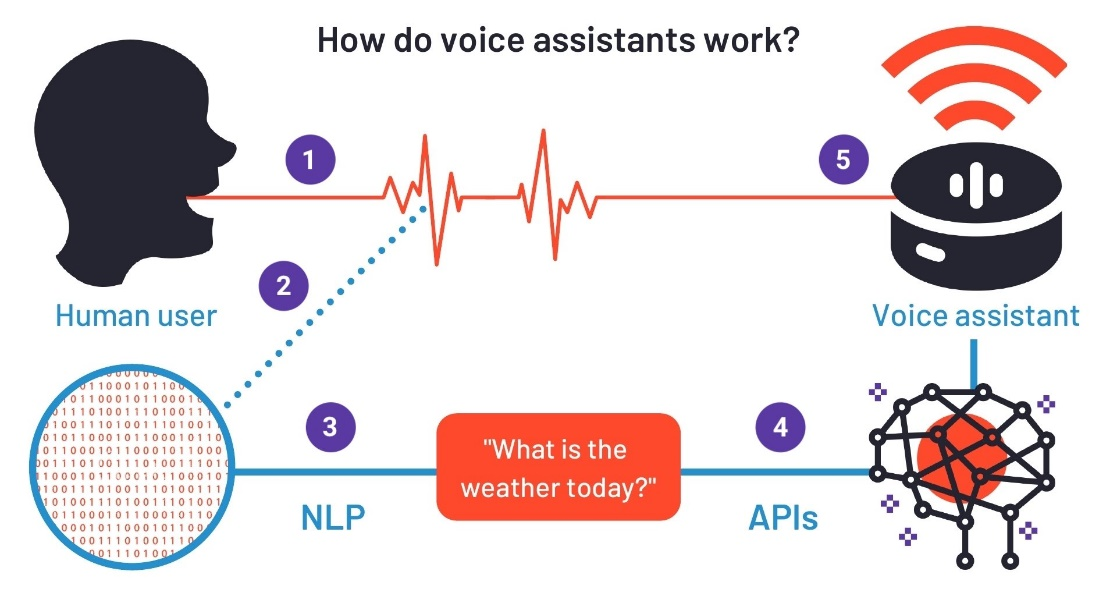 How do voice assistants work?
1
5
2
Human user
Voice assistant
3
"What is the
weather today?"
4
NLP
APIs